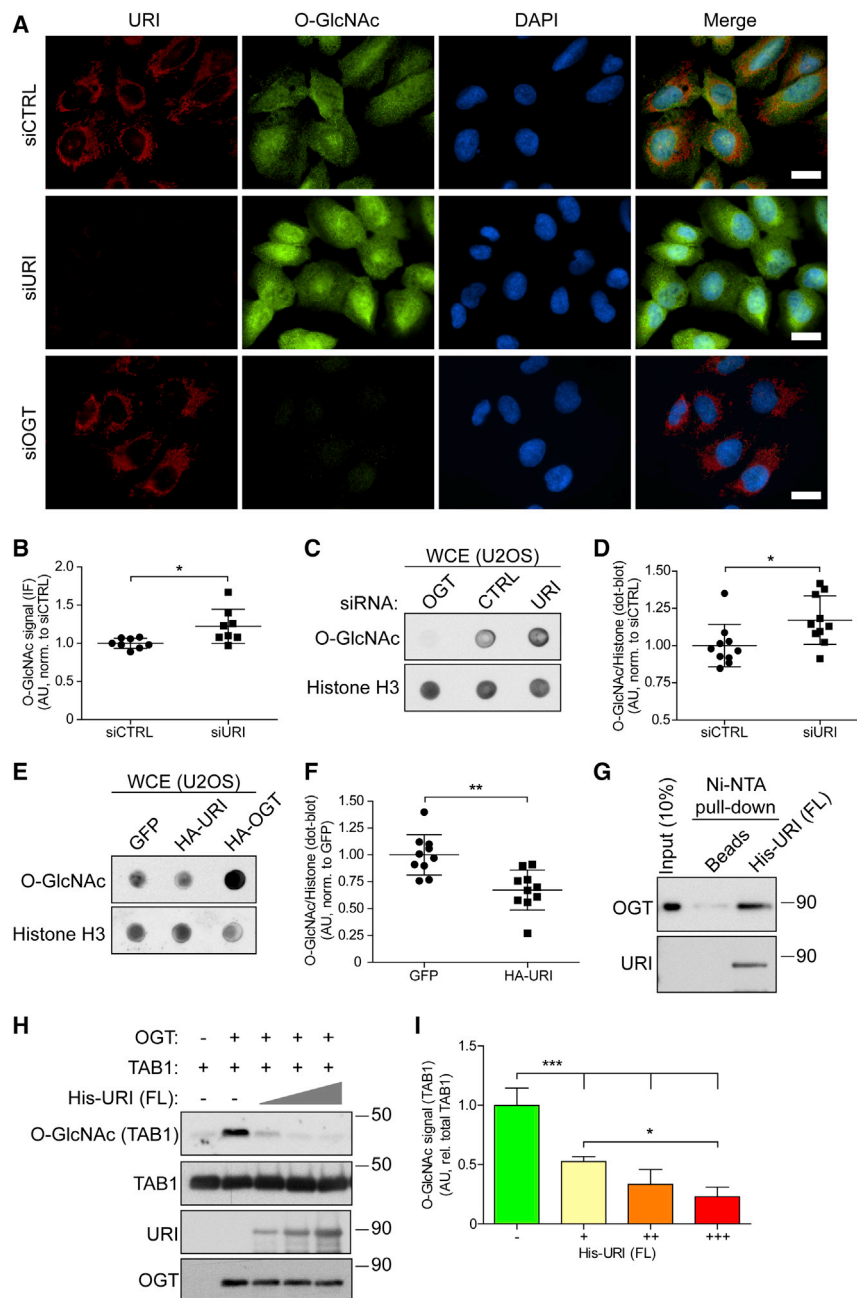 A
URI O-GlcNAc DAPI Merge
siCTRL
siURI
siOGT
B
O-GlcNAc signal (IF)
(AU, norm. to siCTRL)
2.0
1.5
1.0
0.5
0
*
siCTRL siURI
C
WCE (U2OS)
siRNA: OGT CTRL URI
O-GlcNAc
Histone H3
D
O-GlcNAc/Histone (dot-blot)
(AU, norm. to siCTRL)
1.50
1.25
1.00
0.75
0.5
*
siCTRL siURI
E
WCE (U2OS)
GFP HA-URI HA-OGT
O-GlcNAc
Histone H3
F
O-GlcNAc/Histone (dot-blot)
(AU, norm. to GFP)
1.50
1.25
1.00
0.75
0.50
0.25
0
**
GFP HA-URI
G
Ni-NTA
pull-down
Input (10%) Beads His-URI (FL)
OGT —90
URI —90
H
OGT: - + + + +
TAB1: + + + + +
His-URI (FL): - -
O-GlcNAc (TAB1) —50
TAB1 —50
URI —90
OGT —90
I
O-GlcNAc signal (TAB1)
(AU, rel. total TAB1)
1.5
1.0
0.5
0
***
*
- + ++ +++
His-URI (FL)